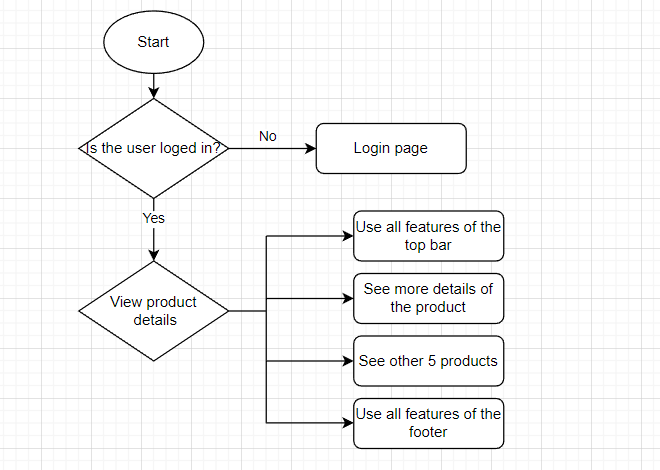 Start
Is the user loged in?
No
Login page
Yes
Use all features of the
top bar
View product
details
See more details of
the product
See other 5 products
Use all features of the
footer